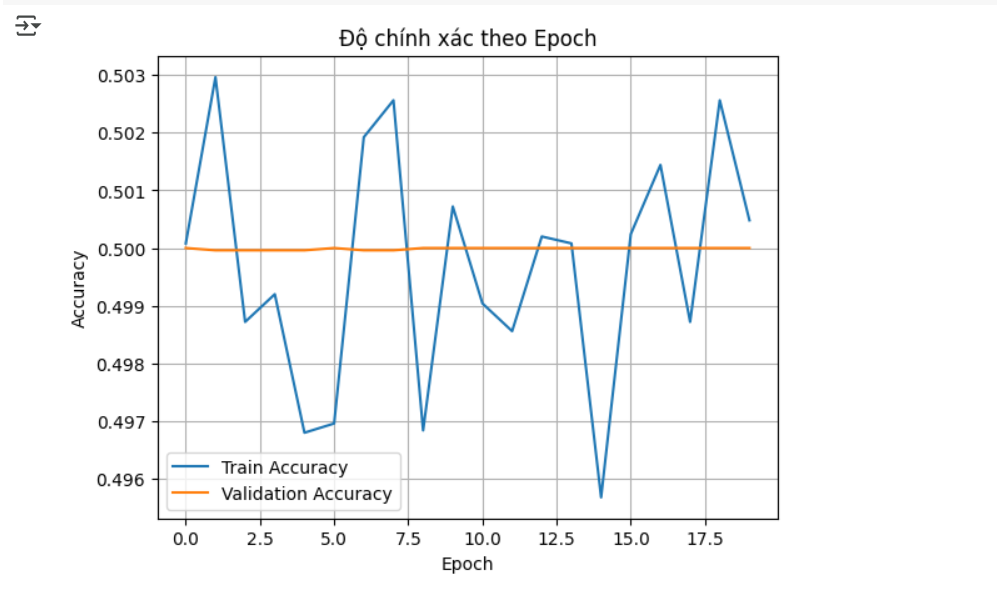 Độ chính xác theo Epoch
0.503
0.502
0.501
0.500
0.499
0.498
0.497
0.496
Accuracy
Train Accuracy
Validation Accuracy
0.0 2.5 5.0 7.5 10.0 12.5 15.0 17.5
Epoch